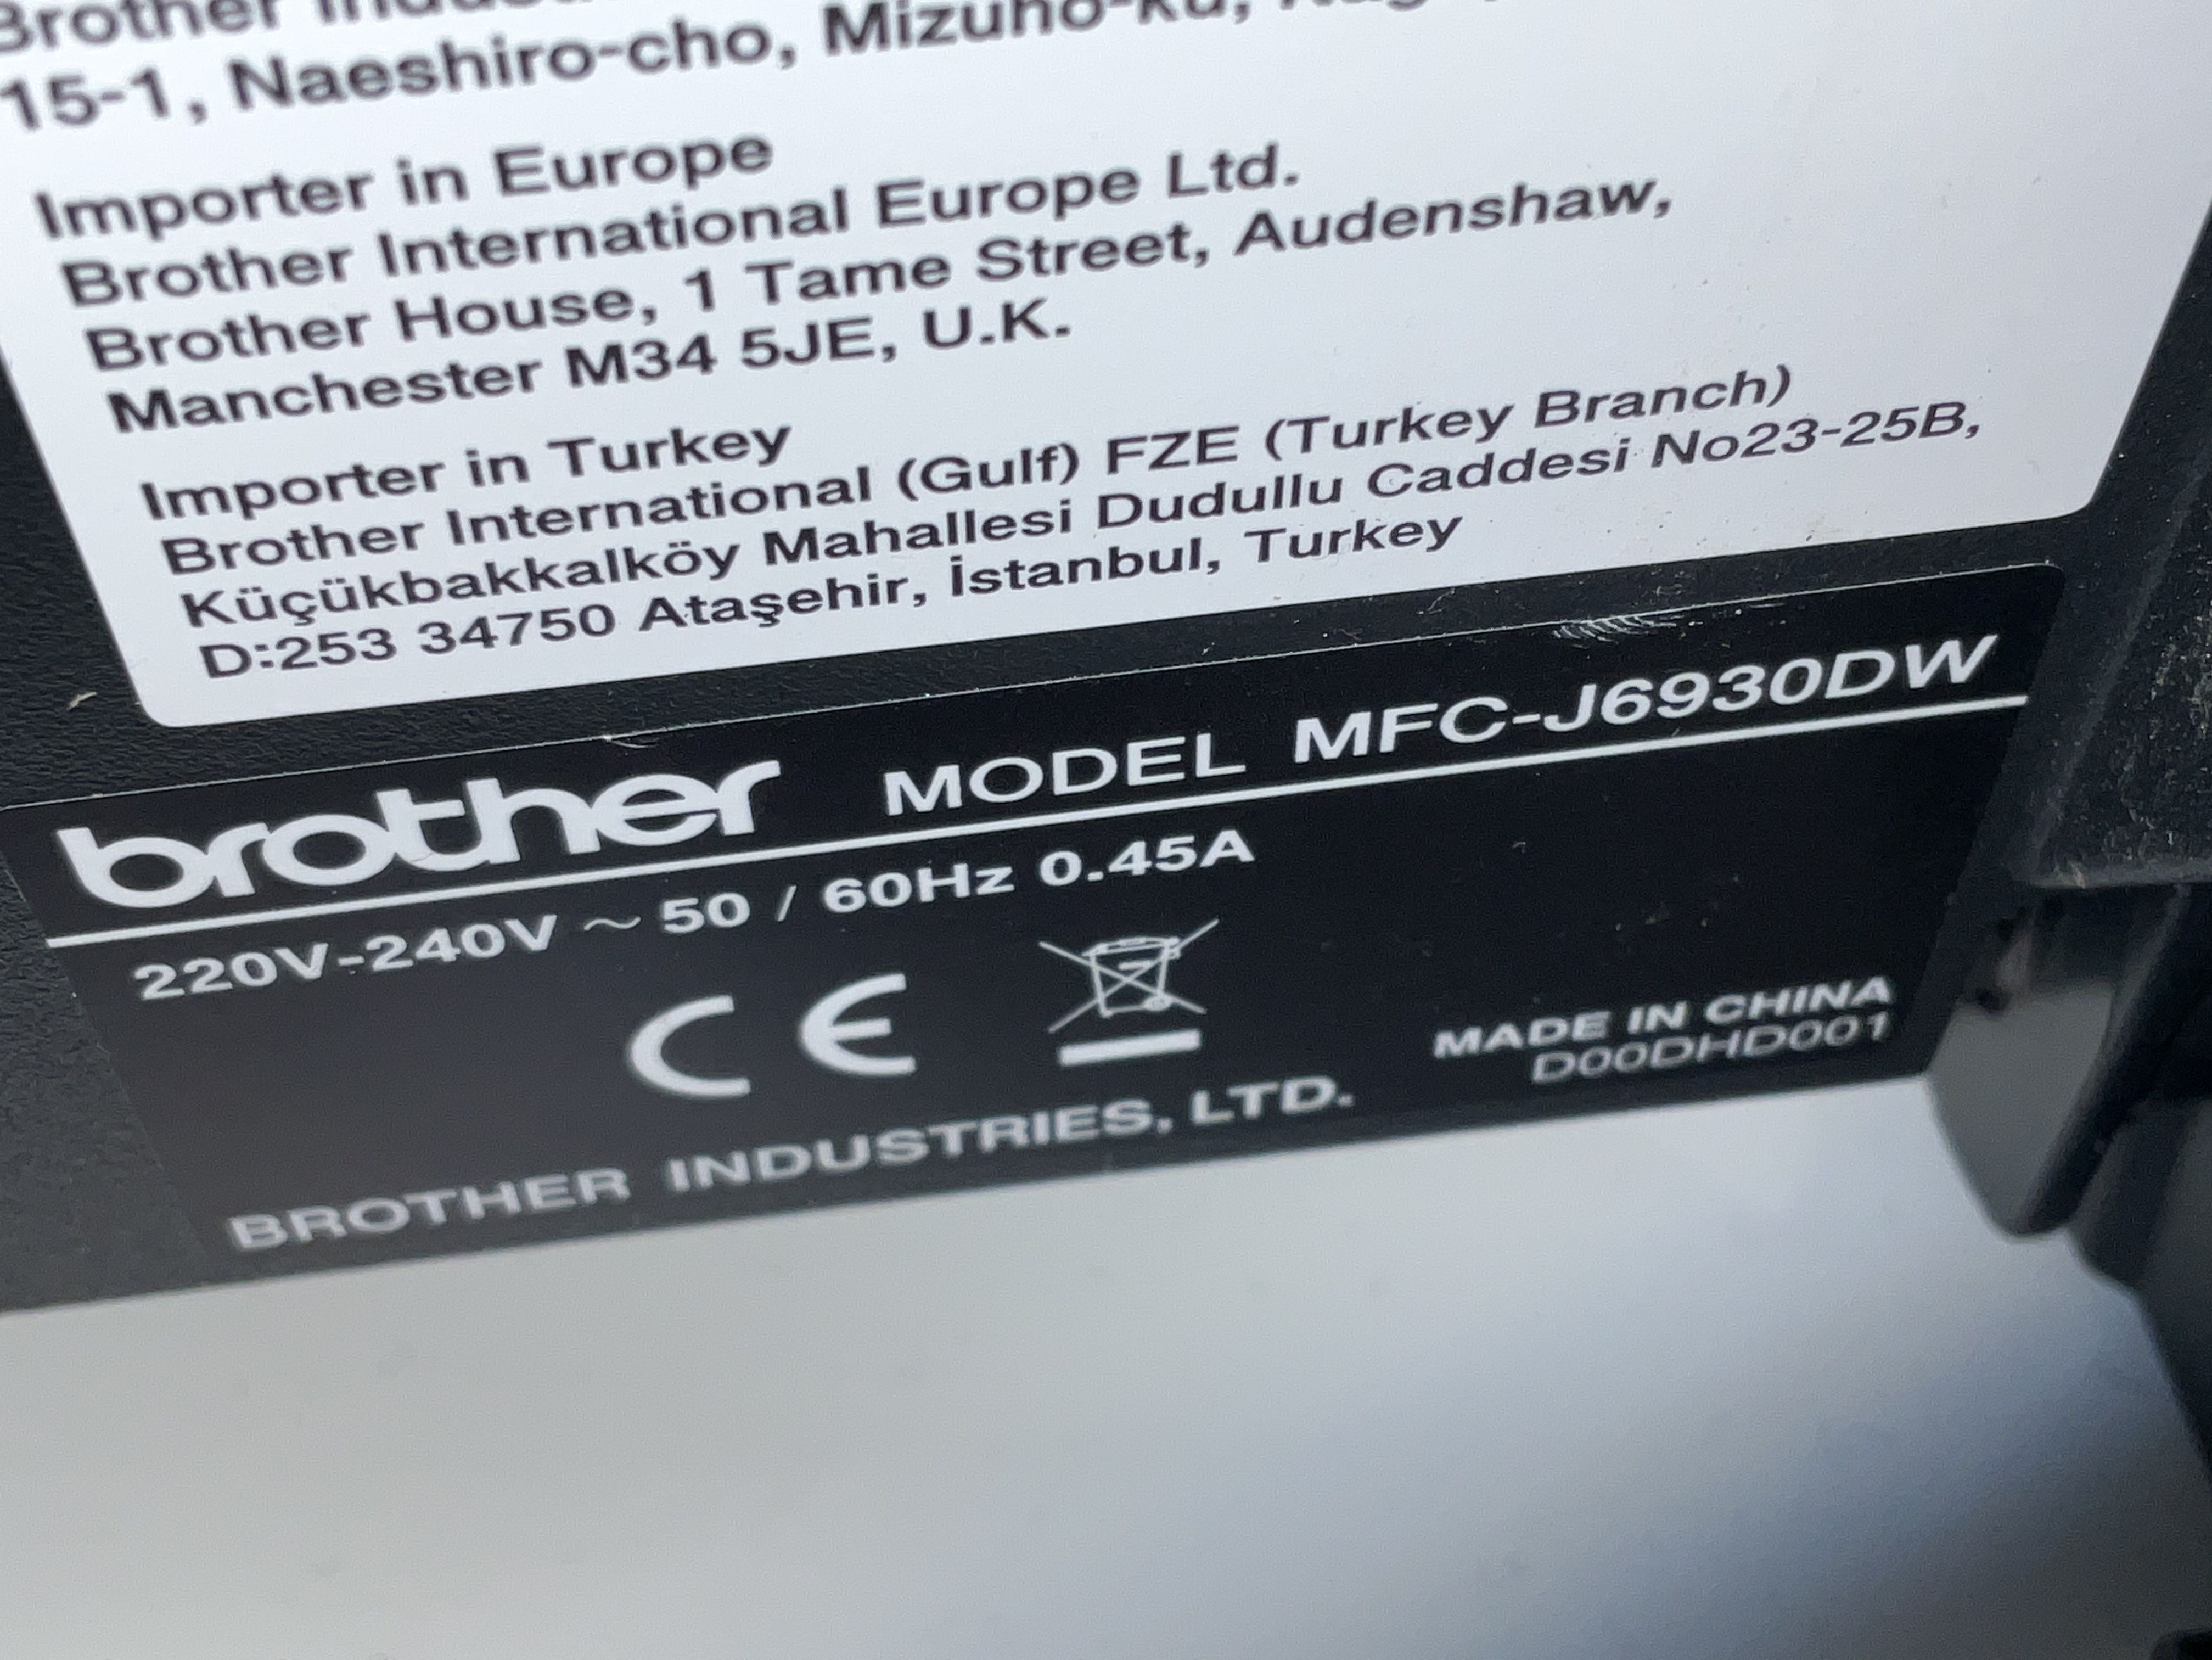 Brother
15-1, Naeshiro-cho, Mizuho-ku,
Importer in Europe
Brother International Europe Ltd.
Brother House, 1 Tame Street, Audenshaw,
Manchester M34 5JE, U.K.
Importer in Turkey
Brother International (Gulf) FZE (Turkey Branch)
Küçükbakkalköy Mahallesi Dudullu Caddesi No23-25B,
D:253 34750 Ataşehir, İstanbul, Turkey
brother MODEL MFC-J6930DW
220V-240V ~ 50 / 60Hz 0.45A
CE
MADE IN CHINA
D00DHD001
BROTHER INDUSTRIES, LTD.